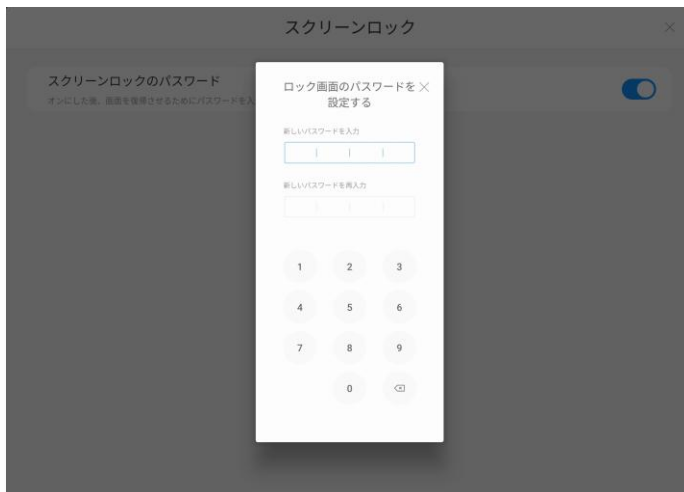 スクリーンロック
スクリーンロックのパスワード
オンにした後、画面を復帰させるためにパスワードを入
ロック画面のパスワードを
設定する
新しいパスワードを入力
新しいパスワードを再入力
1 2 3
4 5 6
7 8 9
0